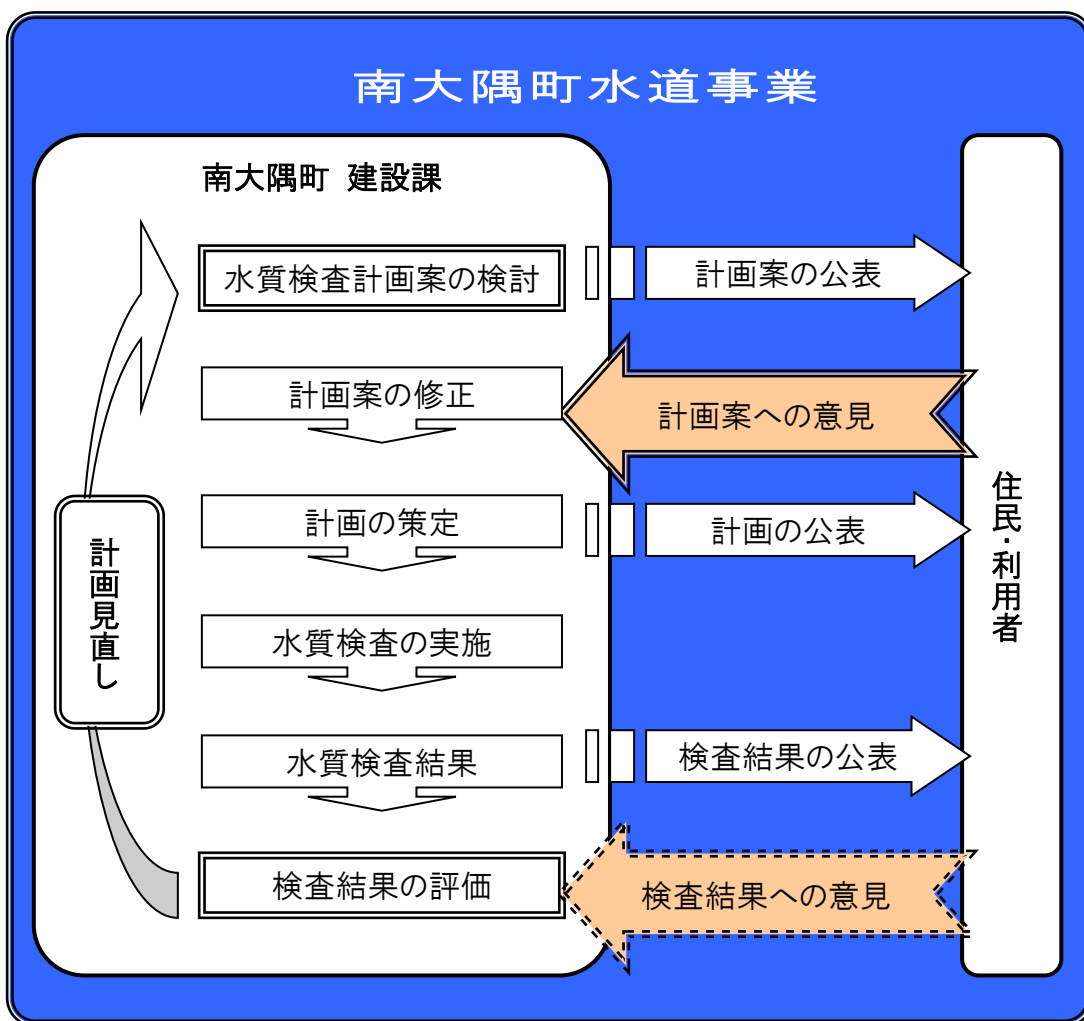 南大隅町水道事業
南大隅町 建設課
水質検査計画案の検討
計画案の公表
計画案の修正
計画案への意見
計画の策定
計画の公表
水質検査の実施
水質検査結果
検査結果の公表
検査結果の評価
検査結果への意見
計画見直し
住民・利用者